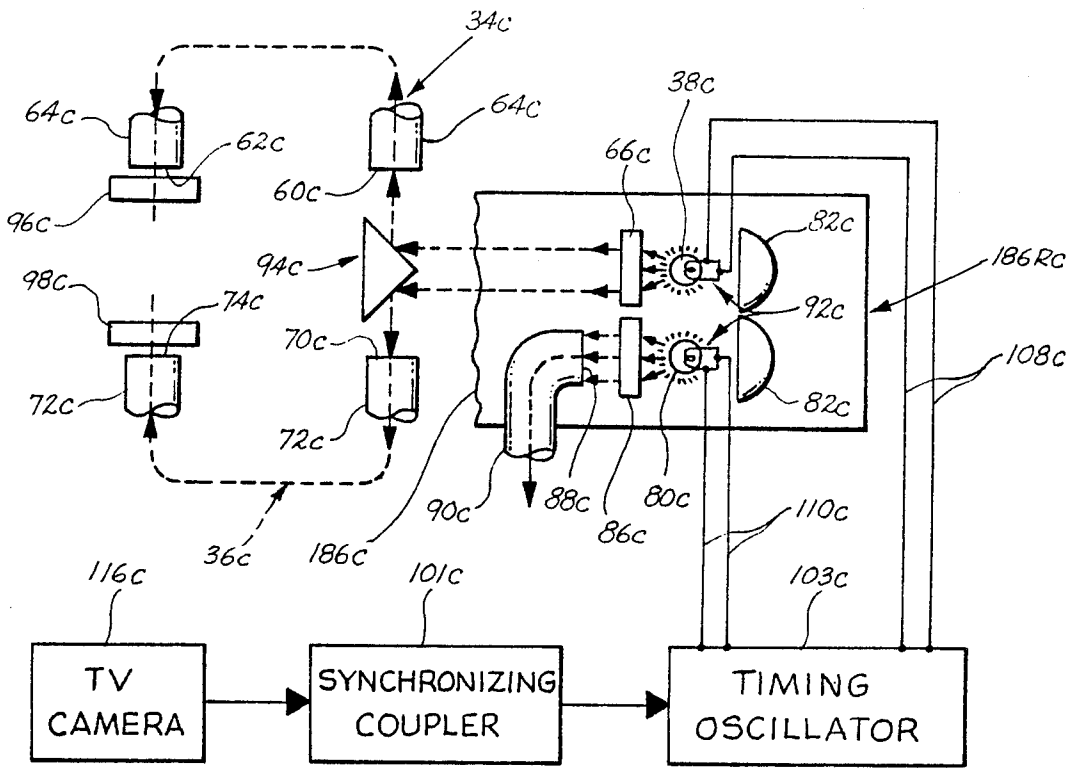 34c
64c
64c
62c
38c
66c
60c
96c
82c
94c
186Rc
98c
74c
70c
92c
108c
72c
72c
82c
90c
88c
80c
110c
86c
36c
186c
116c
101c
103c
TV
CAMERA
SYNCHRONIZING
COUPLER
TIMING
OSCILLATOR